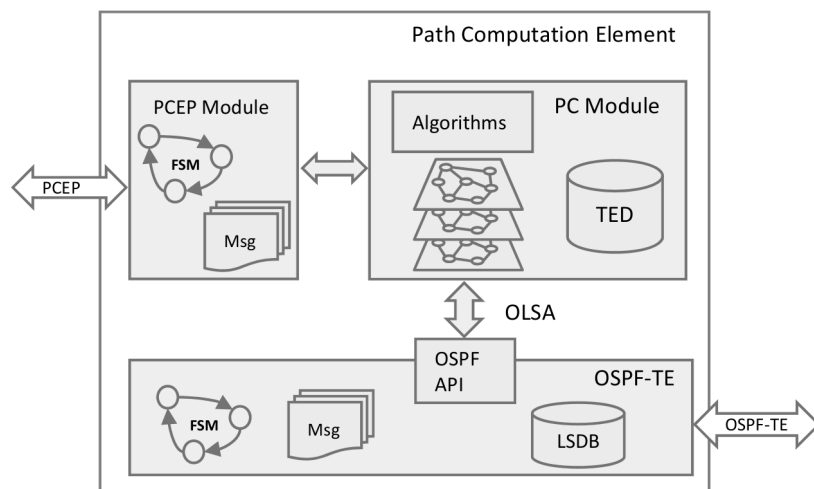 Path Computation Element
PCEP Module
PC Module
Algorithms
FSM
PCEP
TED
Msg
OLSA
OSPF
API
OSPF-TE
FSM
Msg
LSDB
OSPF-TE